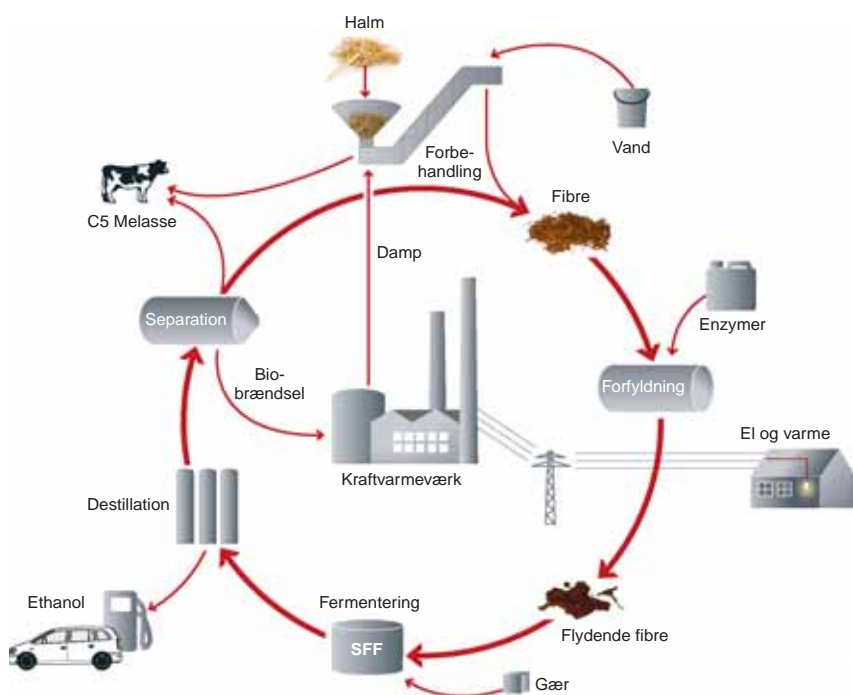 Halm
Vand
Forbe-
handling
C5 Melasse
Fibre
Damp
Enzymer
Separation
Bio-
brændsel
Forfyldning
El og varme
Kraftvarmeværk
Destillation
Ethanol
Fermentering
SFF
Flydende fibre
Gær